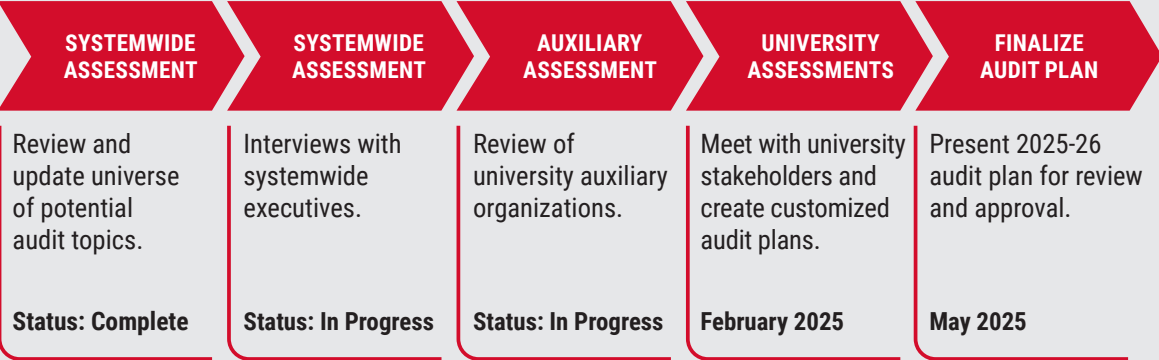 SYSTEMWIDE
ASSESSMENT
Review and
update universe
of potential
audit topics.
Status: Complete
SYSTEMWIDE
ASSESSMENT
Interviews with
systemwide
executives.
Status: In Progress
AUXILIARY
ASSESSMENT
Review of
university auxiliary
organizations.
Status: In Progress
UNIVERSITY
ASSESSMENTS
Meet with university
stakeholders and
create customized
audit plans.
February 2025
FINALIZE
AUDIT PLAN
Present 2025-26
audit plan for review
and approval.
May 2025